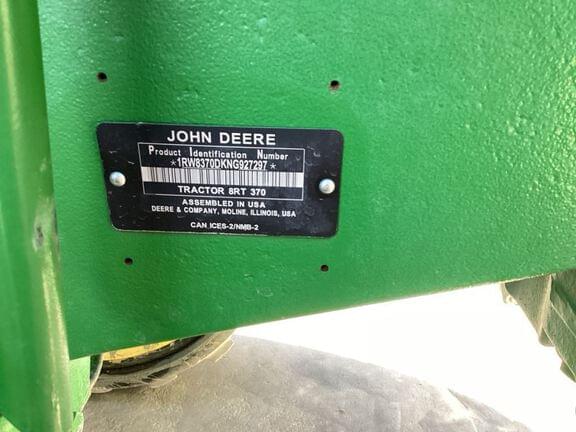 JOHN DEERE
Product Identification Number
*1RW8370DKNG927297*
TRACTOR 8RT 370
ASSEMBLED IN USA
DEERE & COMPANY, MOLINE, ILLINOIS, USA
CAN ICES-2/NMB-2